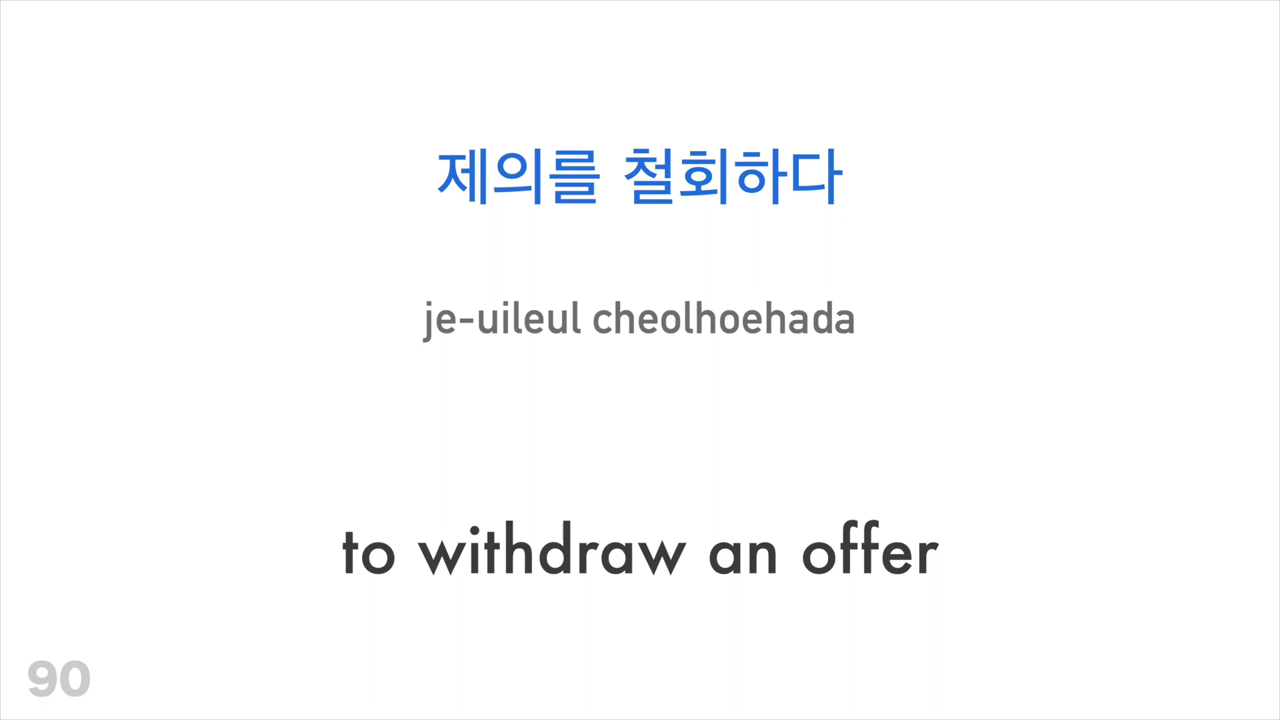 제의를 철회하다
je-uileul cheolhoehada
to withdraw an offer
90